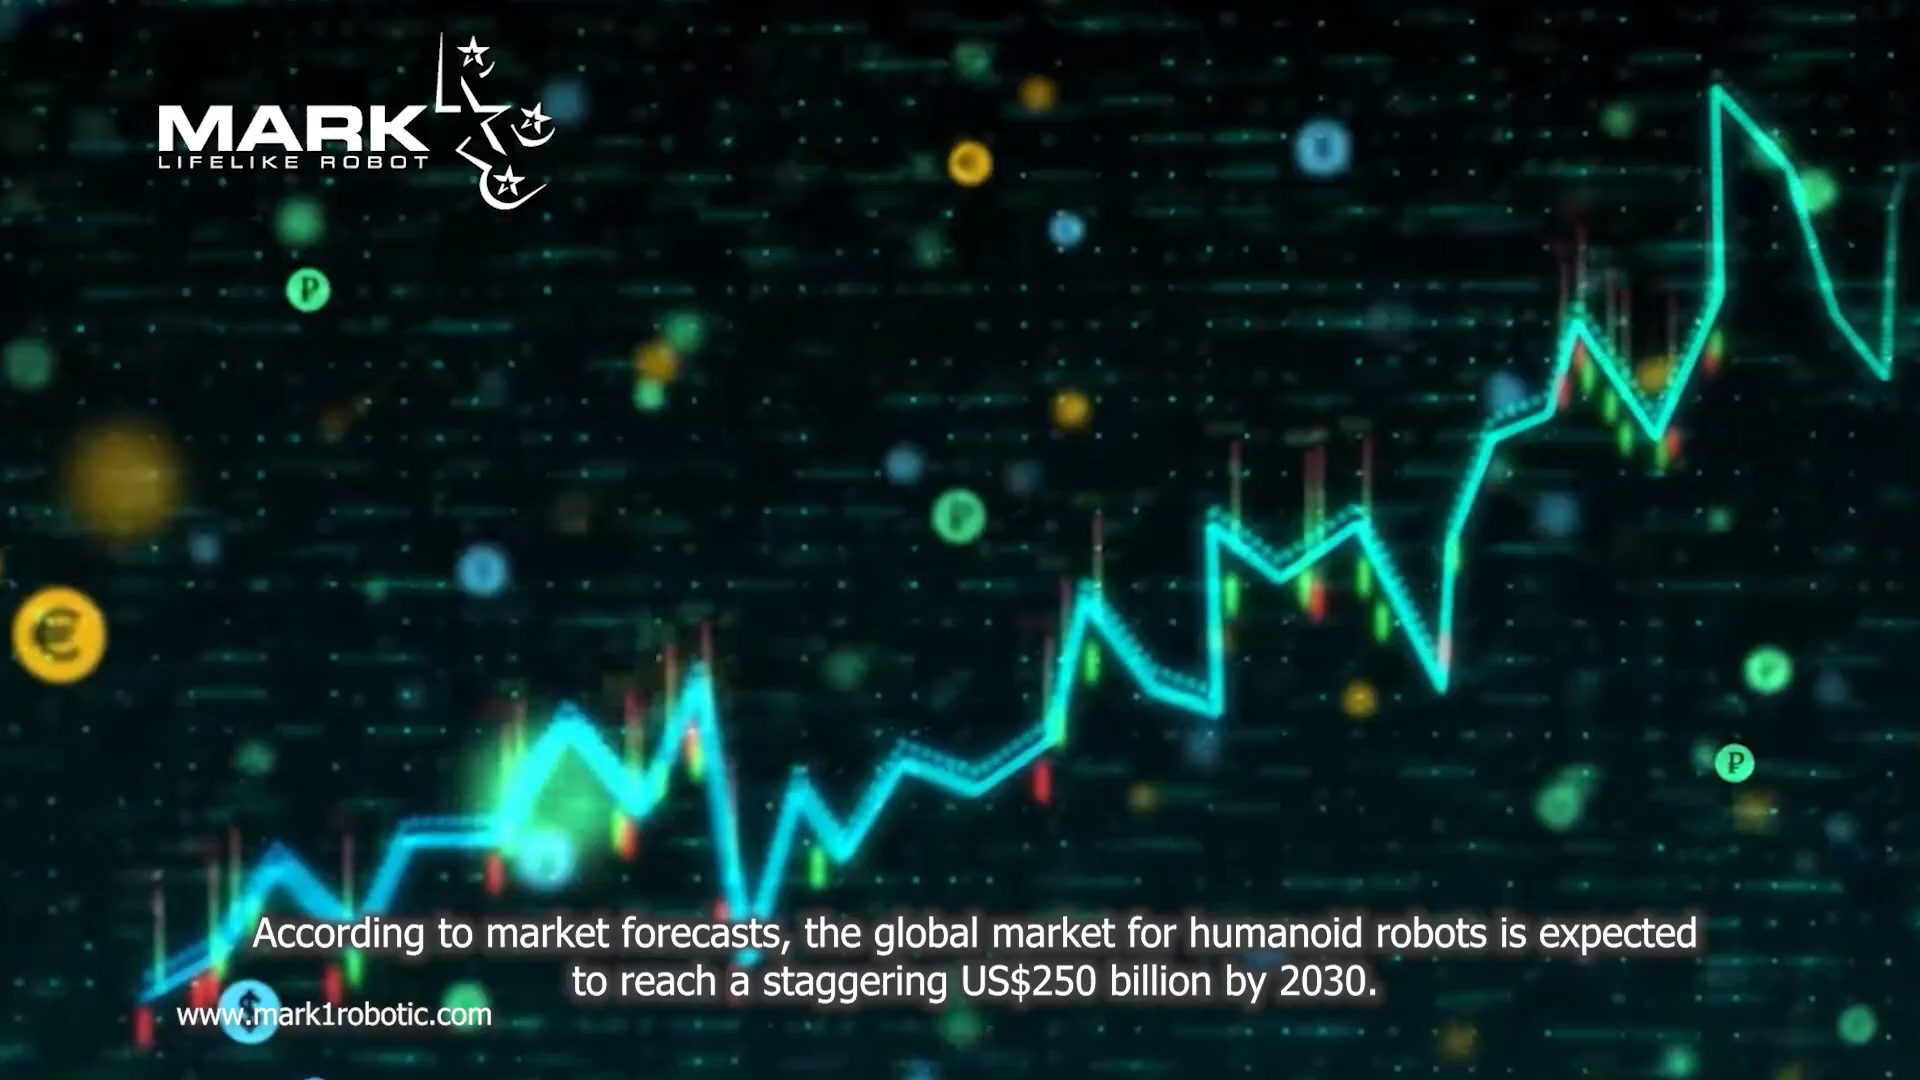 MARK
LIFELIKE ROBOT
According to market forecasts, the global market for humanoid robots is expected
to reach a staggering US$250 billion by 2030.
www.mark1robotic.com